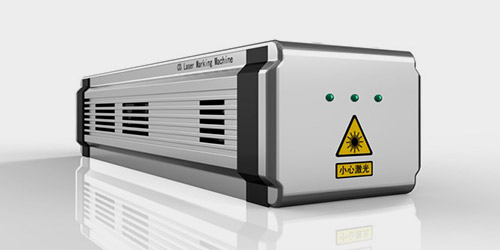 CO Laser Marking Machine
小心激光